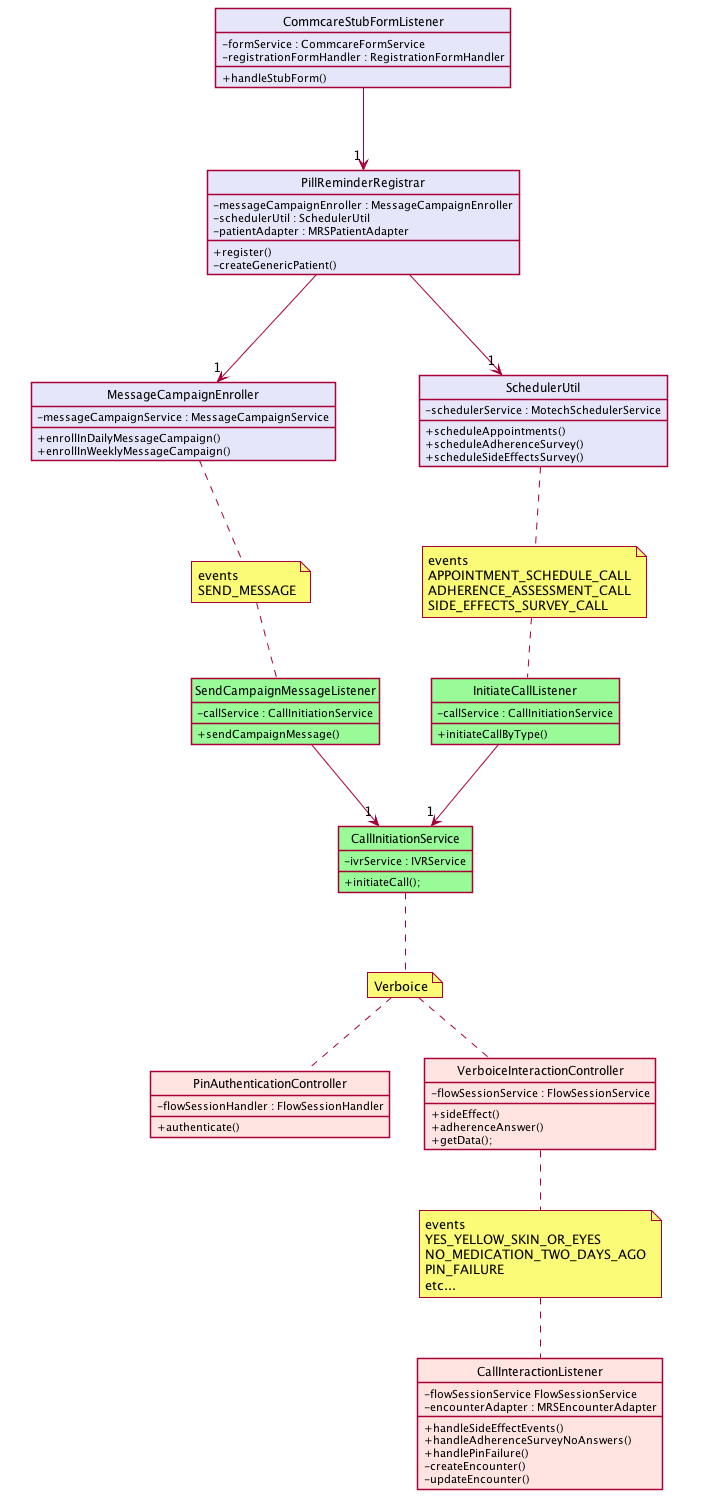 CommcareStubFormListener
-formService : CommcareFormService
-registrationFormHandler : RegistrationFormHandler
+handleStubForm()
1
PillReminderRegistrar
-messageCampaignEnroller : MessageCampaignEnroller
-schedulerUtil : SchedulerUtil
-patientAdapter : MRSPatientAdapter
+register()
-createGenericPatient()
1
1
MessageCampaignEnroller
-messageCampaignService : MessageCampaignService
+enrollInDailyMessageCampaign()
+enrollInWeeklyMessageCampaign()
SchedulerUtil
-schedulerService : MotechSchedulerService
+scheduleAppointments()
+scheduleAdherenceSurvey()
+scheduleSideEffectsSurvey()
events
SEND_MESSAGE
events
APPOINTMENT_SCHEDULE_CALL
ADHERENCE_ASSESSMENT_CALL
SIDE_EFFECTS_SURVEY_CALL
SendCampaignMessageListener
-callService : CallInitiationService
+sendCampaignMessage()
InitiateCallListener
-callService : CallInitiationService
+initiateCallByType()
1
1
CallInitiationService
-ivrService : IVRService
+initiateCall();
Verboice
PinAuthenticationController
-flowSessionHandler : FlowSessionHandler
+authenticate()
VerboiceInteractionController
-flowSessionService : FlowSessionService
+sideEffect()
+adherenceAnswer()
+getData();
events
YES_YELLOW_SKIN_OR_EYES
NO_MEDICATION_TWO_DAYS_AGO
PIN_FAILURE
etc...
CallInteractionListener
-flowSessionService FlowSessionService
-encounterAdapter : MRSEncounterAdapter
+handleSideEffectEvents()
+handleAdherenceSurveyNoAnswers()
+handlePinFailure()
-createEncounter()
-updateEncounter()